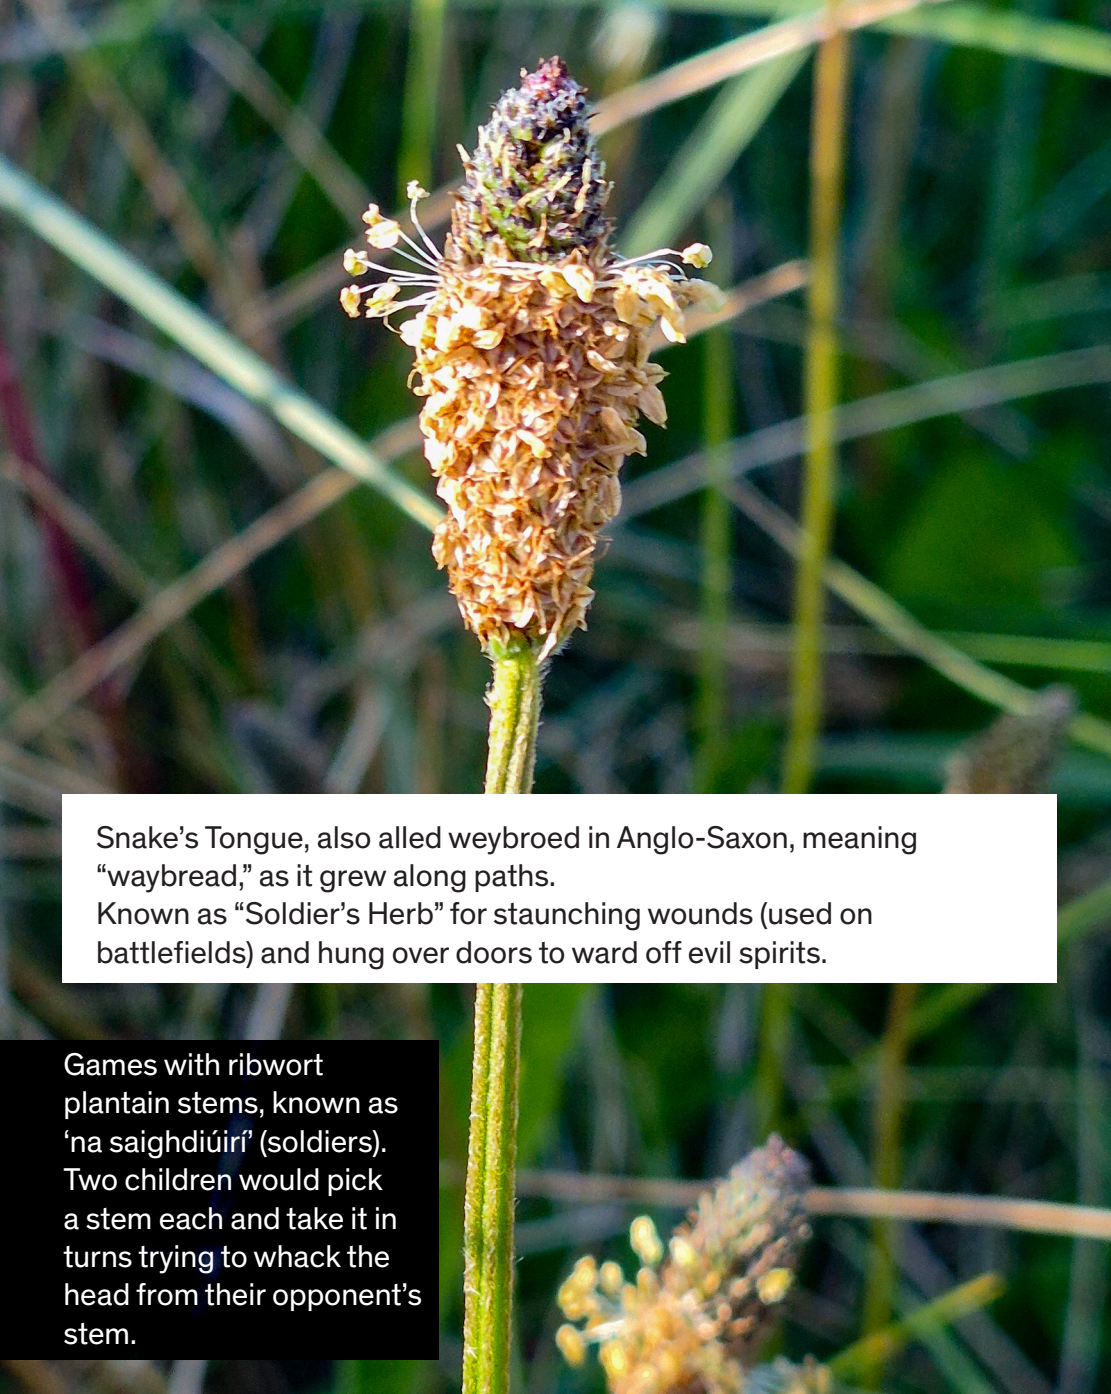 Snake’s Tongue, also alled weybroed in Anglo-Saxon, meaning
“waybread,” as it grew along paths.
Known as “Soldier’s Herb” for staunching wounds (used on
battlefields) and hung over doors to ward off evil spirits.
Games with ribwort
plantain stems, known as
‘na saighdiúirí’ (soldiers).
Two children would pick
a stem each and take it in
turns trying to whack the
head from their opponent’s
stem.